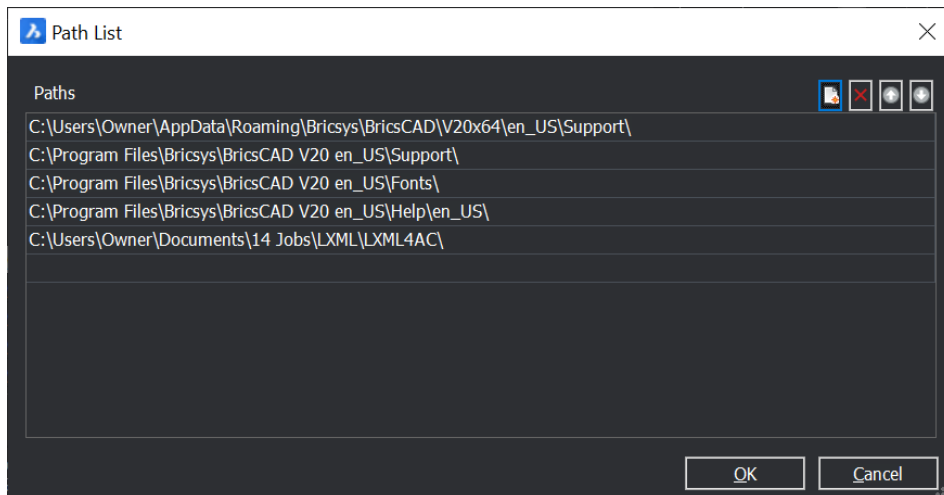 Path List
Paths
C:\Users\Owner\AppData\Roaming\Bricsys\BricsCAD\V20x64\en_US\Support\
C:\Program Files\Bricsys\BricsCAD V20 en_US\Support\
C:\Program Files\Bricsys\BricsCAD V20 en_US\Fonts\
C:\Program Files\Bricsys\BricsCAD V20 en_US\Help\en_US\
C:\Users\Owner\Documents\14 Jobs\LXML\LXML4AC\
OK Cancel